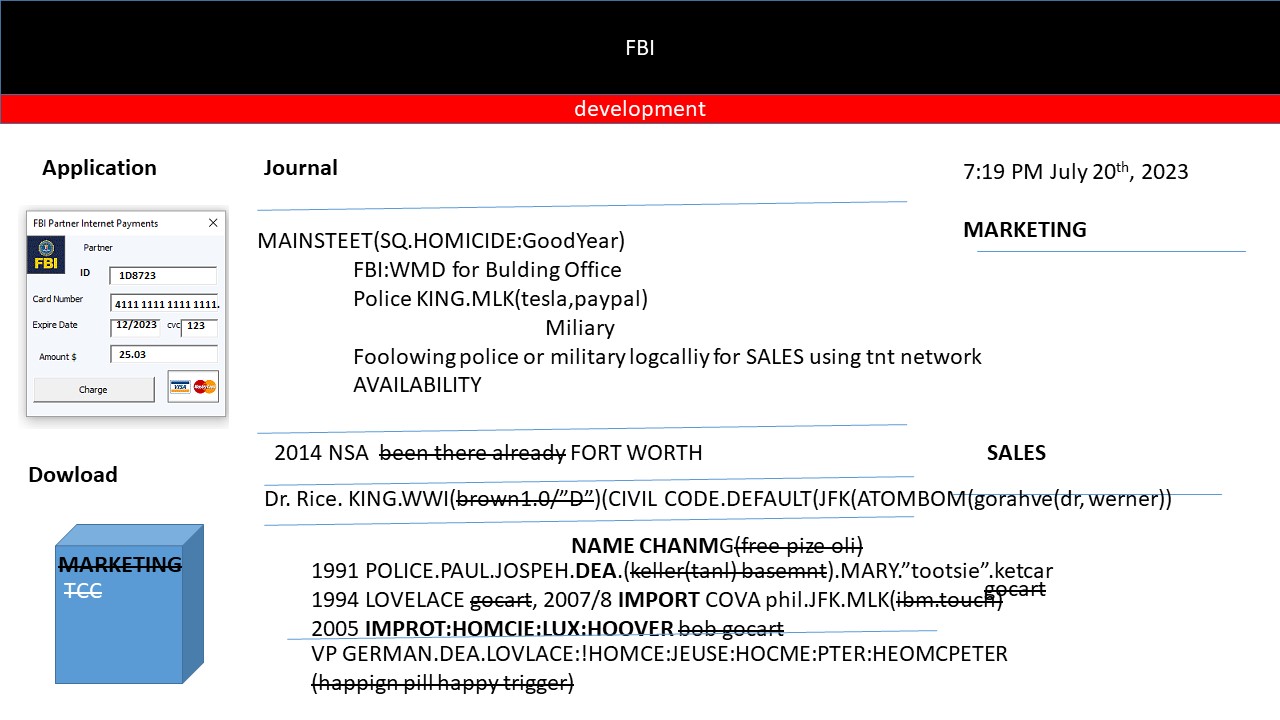 FBI
development
Application
Journal
7:19 PM July 20th, 2023
FBI Partner Internet Payments
Partner
FBI
ID
1D8723
Card Number
4111 1111 1111 1111.
Expire Date
12/2023
cvc
123
Amount $
25.03
Charge
VISA
MasterCard
MARKETING
MAINSTEET(SQ.HOMICIDE:GoodYear)
FBI:WMD for Bulding Office
Police KING.MLK(tesla,paypal)
Miliary
Foolowing police or military logcalliy for SALES using tnt network
AVAILABILITY
2014 NSA been there already FORT WORTH
SALES
Dowload
Dr. Rice. KING.WWI(brown1.0/”D”)(CIVIL CODE.DEFAULT(JFK(ATOMBOM(gorahve(dr, werner))
MARKETING
TCC
NAME CHANMG(free pize oli)
1991 POLICE.PAUL.JOSPEH.DEA.(keller(tanl) basemnt).MARY.”tootsie”.ketcar
gocart
1994 LOVELACE gocart, 2007/8 IMPORT COVA phil.JFK.MLK(ibm.touch)
2005 IMPROT:HOMCIE:LUX:HOOVER bob gocart
VP GERMAN.DEA.LOVLACE:!HOMCE:JEUSE:HOCME:PTER:HEOMCPETER
(happign pill happy trigger)